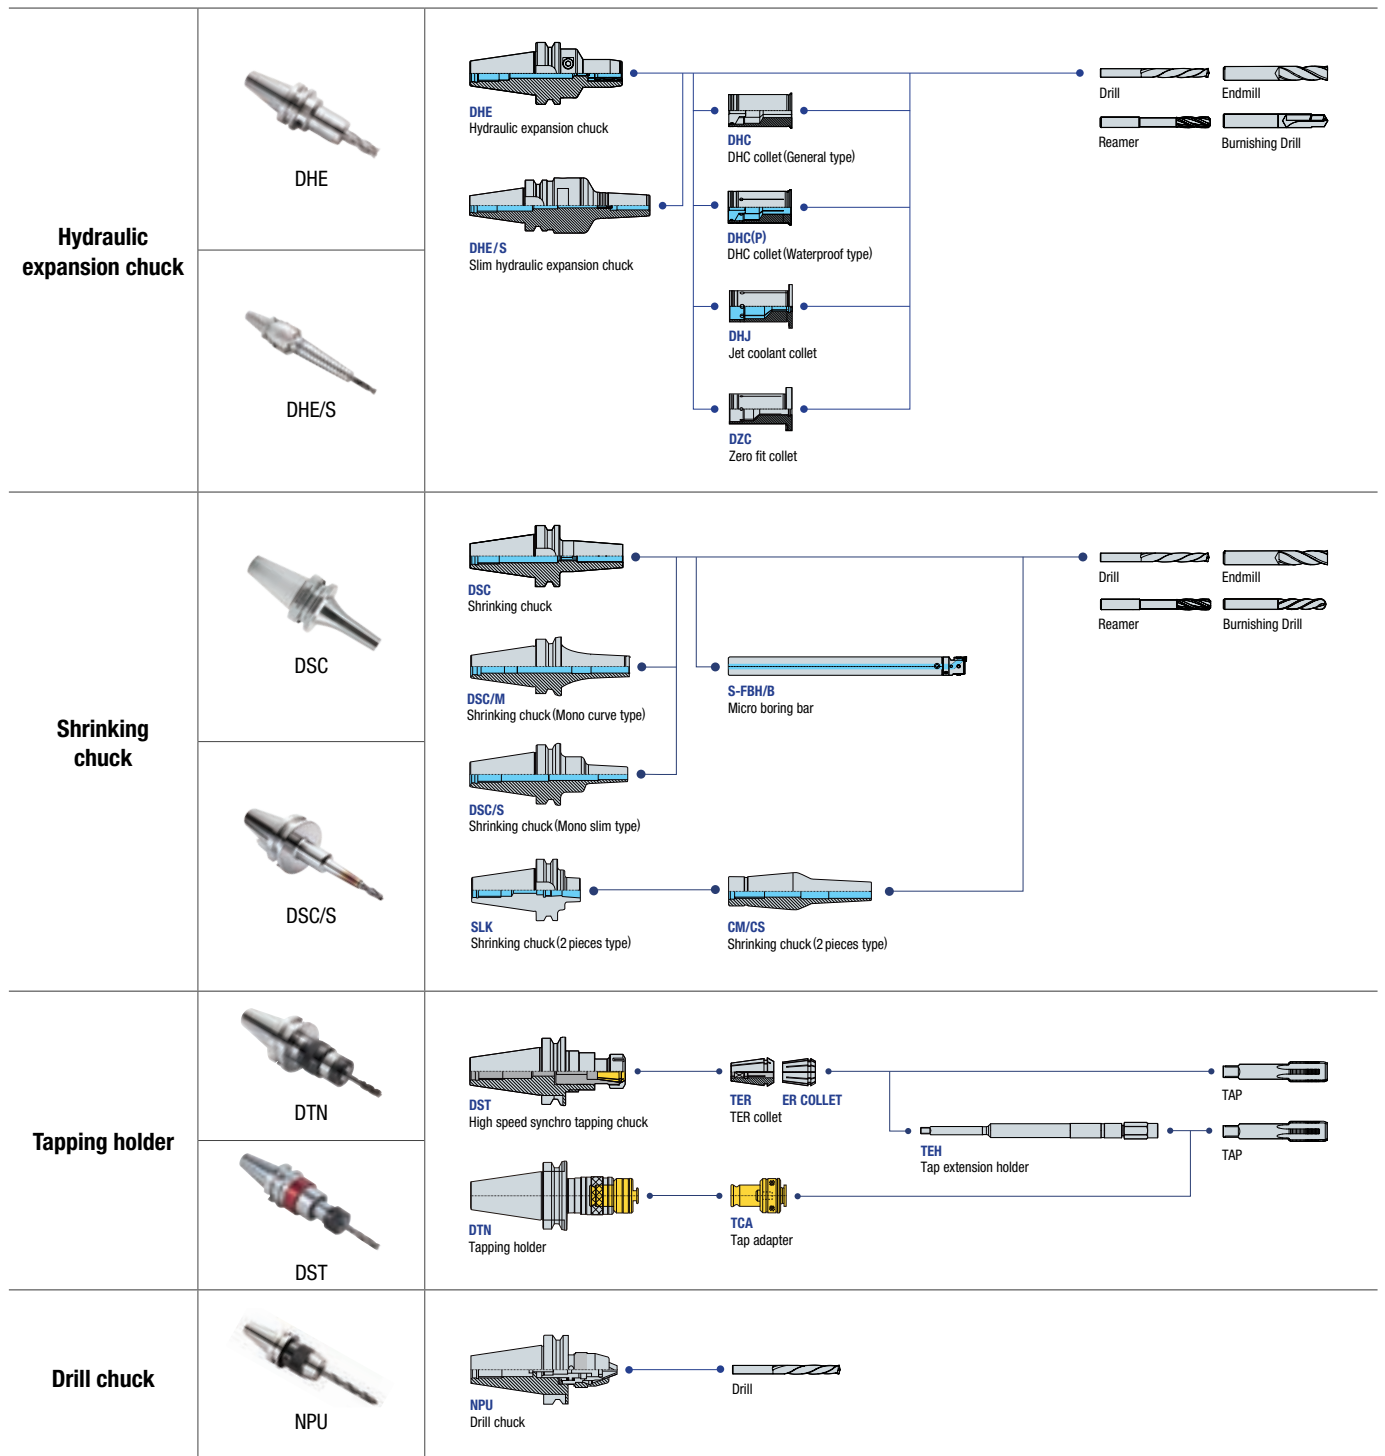 Hydraulic
expansion chuck
DHE
DHE/S
DHE
Hydraulic expansion chuck
DHE/S
Slim hydraulic expansion chuck
DHC
DHC collet (General type)
DHC(P)
DHC collet (Waterproof type)
DHJ
Jet coolant collet
DZC
Zero fit collet
Drill
Endmill
Reamer
Burnishing Drill
Shrinking
chuck
DSC
DSC/S
DSC
Shrinking chuck
DSC/M
Shrinking chuck (Mono curve type)
DSC/S
Shrinking chuck (Mono slim type)
SLK
Shrinking chuck (2 pieces type)
S-FBH/B
Micro boring bar
CM/CS
Shrinking chuck (2 pieces type)
Drill
Endmill
Reamer
Burnishing Drill
Tapping holder
DTN
DST
DST
High speed synchro tapping chuck
TER
TER collet
ER COLLET
TAP
TEH
Tap extension holder
TAP
DTN
Tapping holder
TCA
Tap adapter
Drill chuck
NPU
NPU
Drill chuck
Drill